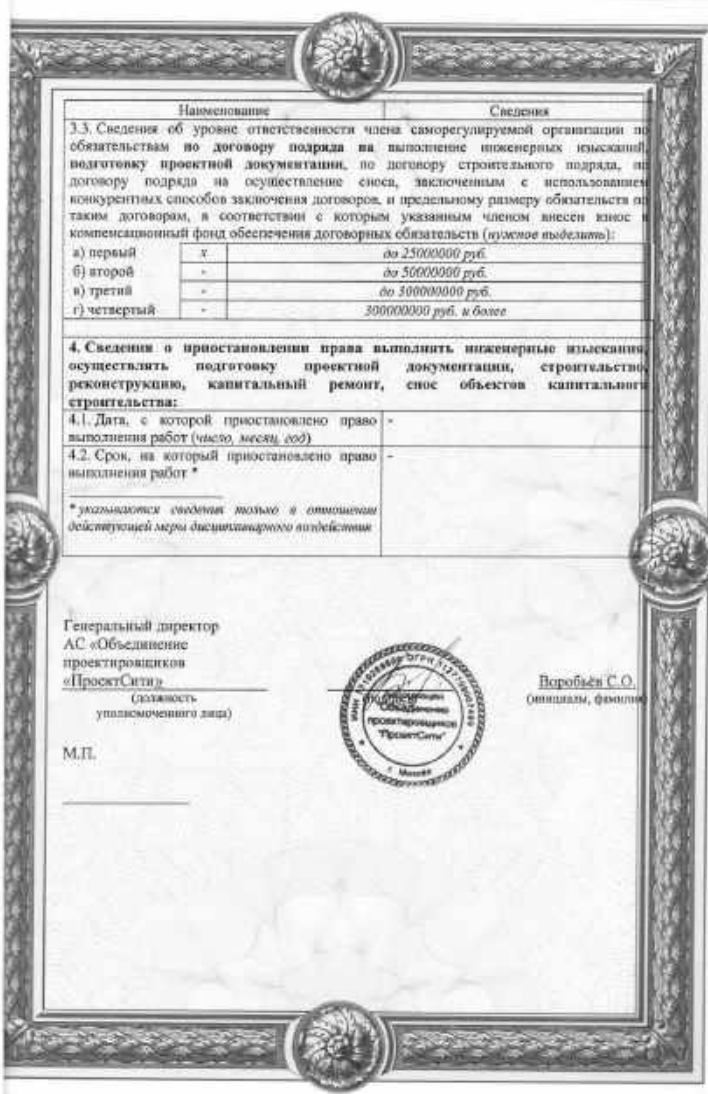 Наименование Сведения
3.3. Сведения об уровне ответственности члена саморегулируемой организации по
обязательствам по договору подряда на выполнение инженерных изысканий,
подготовку проектной документации, по договору строительного подряда, по
договору подряда на осуществление сноса, заключенным с использованием
конкурентных способов заключения договоров, и предельному размеру обязательств по
таким договорам, в соответствии с которым указанным членом внесен взнос в
компенсационный фонд обеспечения договорных обязательств (нужное выделить):
а) первый х до 25000000 руб.
б) второй - до 50000000 руб.
в) третий - до 300000000 руб.
г) четвертый - 300000000 руб. и более
4. Сведения о приостановлении права выполнять инженерные изыскания,
осуществлять подготовку проектной документации, строительство,
реконструкцию, капитальный ремонт, снос объектов капитального
строительства:
4.1. Дата, с которой приостановлено право -
выполнения работ (число, месяц, год)
4.2. Срок, на который приостановлено право -
выполнения работ *
* указываются сведения только в отношении
действующей меры дисциплинарного воздействия
Генеральный директор
АС «Объединение
проектировщиков
«ПроектСити»
(должность
уполномоченного лица)
Воробьёв С.О.
(инициалы, фамилия)
Объединение
проектировщиков
"ПроектСити"
г. Москва
М.П.